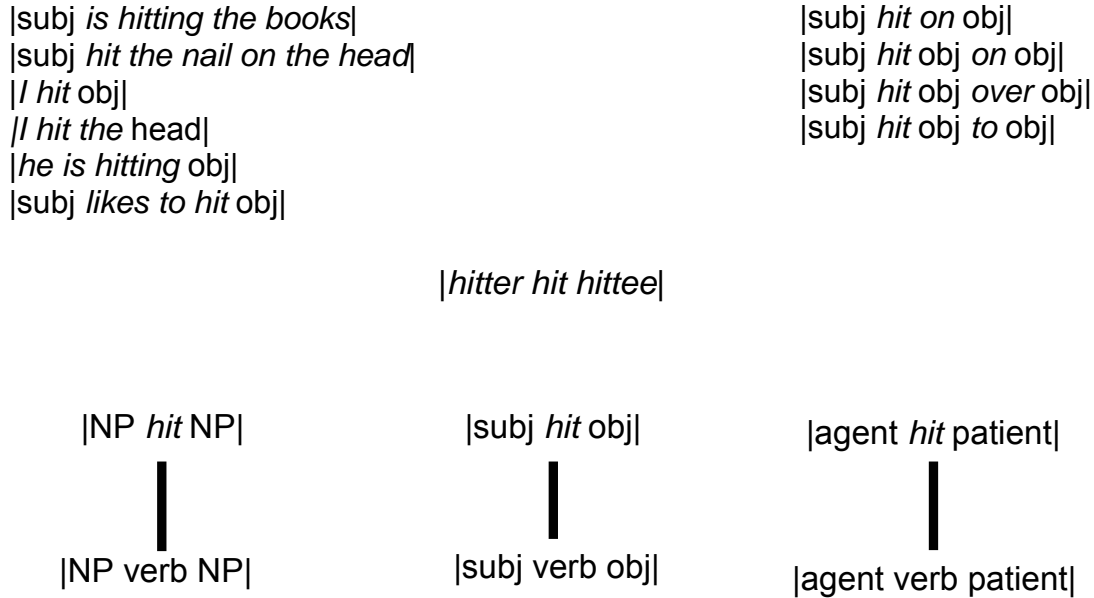 |subj is hitting the books|
|subj hit the nail on the head|
|I hit obj|
|I hit the head|
|he is hitting obj|
|subj likes to hit obj|
|subj hit on obj|
|subj hit obj on obj|
|subj hit obj over obj|
|subj hit obj to obj|
|hitter hit hittee|
|NP hit NP|
|subj hit obj|
|agent hit patient|
|NP verb NP|
|subj verb obj|
|agent verb patient|